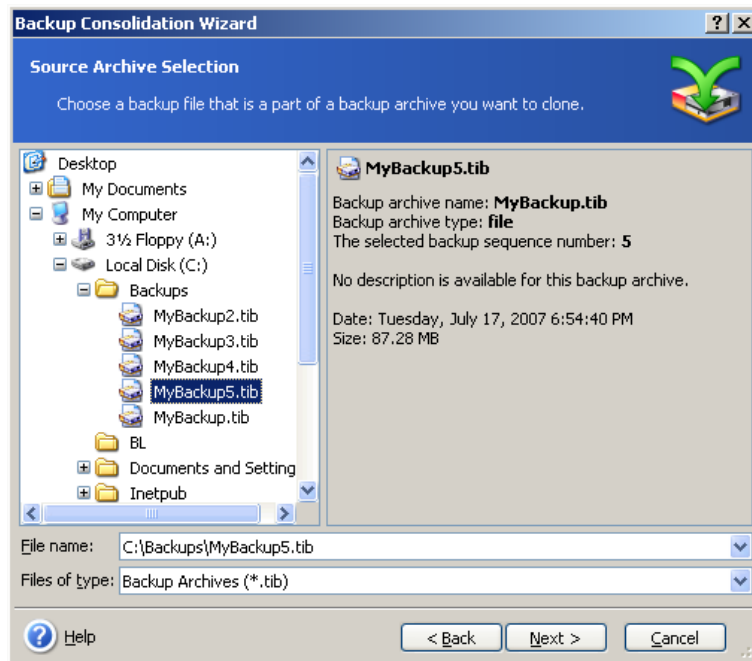 Backup Consolidation Wizard
Source Archive Selection
Choose a backup file that is a part of a backup archive you want to clone.
Desktop
My Documents
My Computer
3½ Floppy (A:)
Local Disk (C:)
Backups
MyBackup2.tib
MyBackup3.tib
MyBackup4.tib
MyBackup5.tib
MyBackup.tib
BL
Documents and Setting
Inetpub
MyBackup5.tib
Backup archive name: MyBackup.tib
Backup archive type: file
The selected backup sequence number: 5
No description is available for this backup archive.
Date: Tuesday, July 17, 2007 6:54:40 PM
Size: 87.28 MB
File name: C:\Backups\MyBackup5.tib
Files of type: Backup Archives (*.tib)
Help
< Back
Next >
Cancel